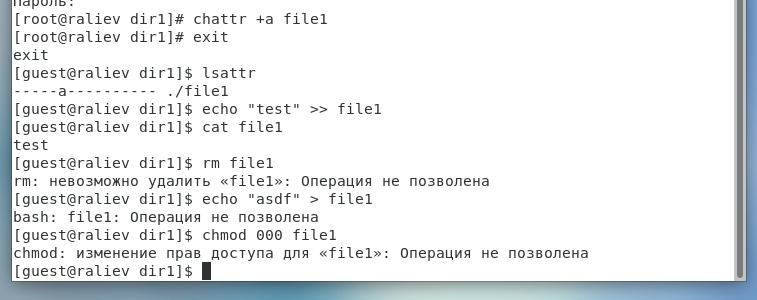 пароль:
[root@raliev dir1]# chattr +a file1
[root@raliev dir1]# exit
exit
[guest@raliev dir1]$ lsattr
-----a---------- ./file1
[guest@raliev dir1]$ echo "test" >> file1
[guest@raliev dir1]$ cat file1
test
[guest@raliev dir1]$ rm file1
rm: невозможно удалить «file1»: Операция не позволена
[guest@raliev dir1]$ echo "asdf" > file1
bash: file1: Операция не позволена
[guest@raliev dir1]$ chmod 000 file1
chmod: изменение прав доступа для «file1»: Операция не позволена
[guest@raliev dir1]$